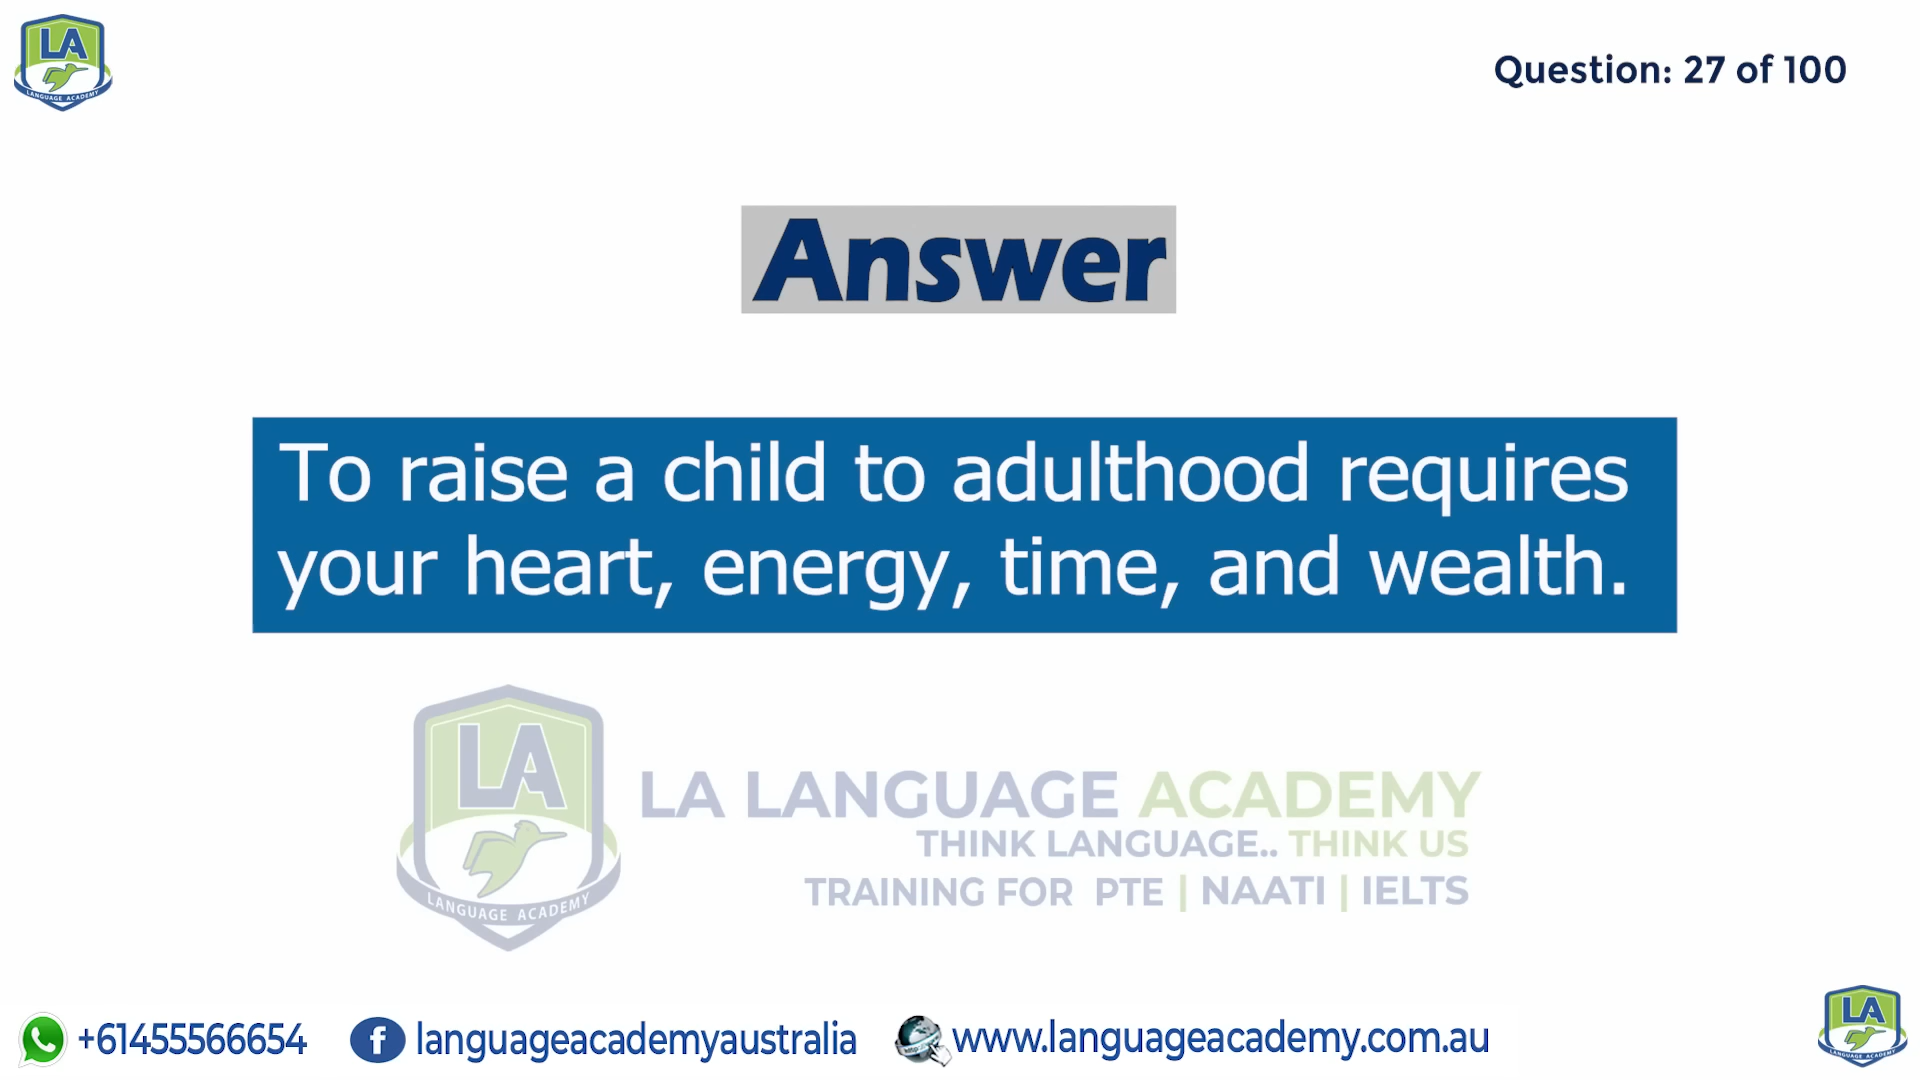 LA
LANGUAGE ACADEMY
Question: 27 of 100
Answer
To raise a child to adulthood requires
your heart, energy, time, and wealth.
LA
LANGUAGE ACADEMY
LA LANGUAGE ACADEMY
THINK LANGUAGE.. THINK US
TRAINING FOR PTE | NAATI | IELTS
+61455566654
f languageacademyaustralia
www.languageacademy.com.au
LA
LANGUAGE ACADEMY